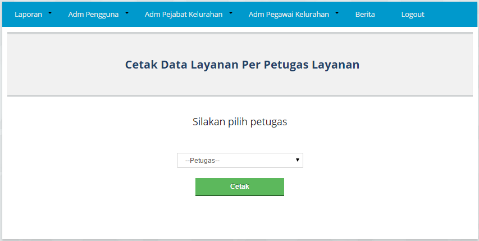 Laporan Adm Pengguna Adm Pejabat Kelurahan Adm Pegawai Kelurahan Berita Logout
Cetak Data Layanan Per Petugas Layanan
Silakan pilih petugas
--Petugas--
Cetak